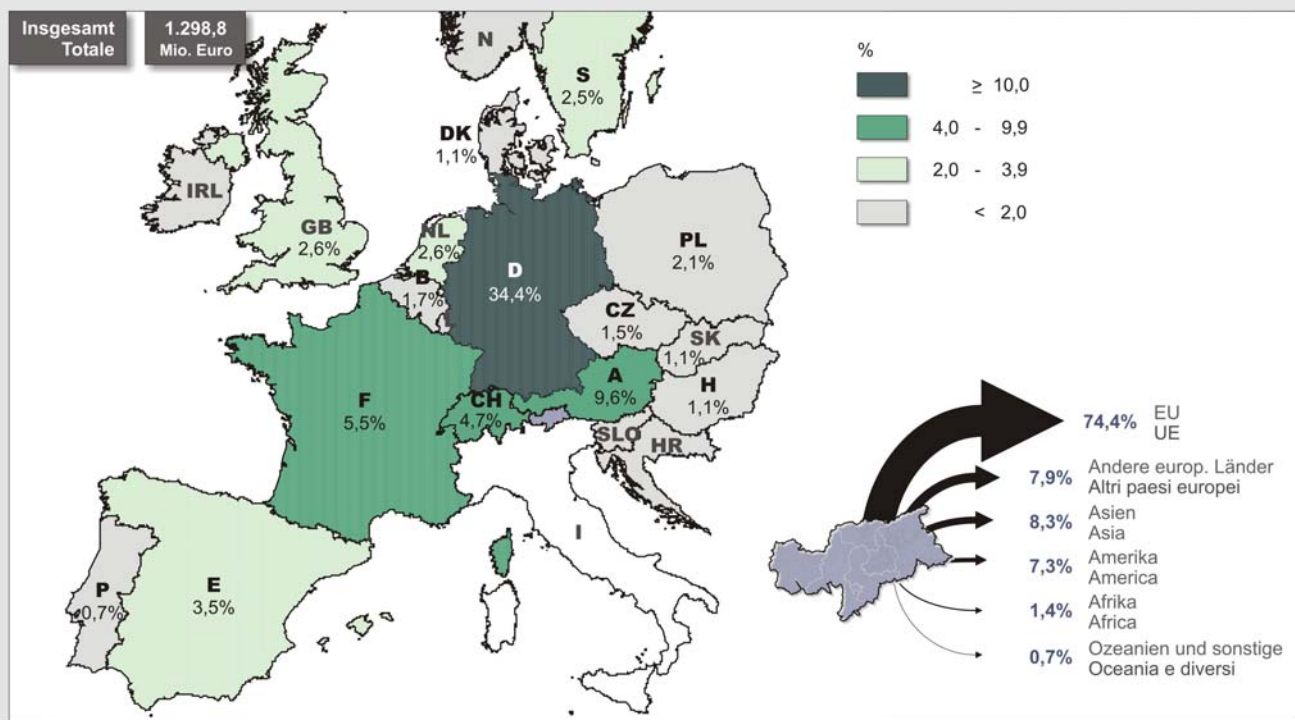 Insgesamt
Totale
1.298,8
Mio. Euro
%
≥ 10,0
4,0 - 9,9
2,0 - 3,9
< 2,0
N
S
2,5%
DK
1,1%
IRL
GB
2,6%
NL
2,6%
B
1,7%
D
34,4%
PL
2,1%
CZ
1,5%
SK
1,1%
A
9,6%
H
1,1%
F
5,5%
CH
4,7%
SLO
HR
I
P
0,7%
E
3,5%
74,4% EU
UE
7,9% Andere europ. Länder
Altri paesi europei
8,3% Asien
Asia
7,3% Amerika
America
1,4% Afrika
Africa
0,7% Ozeanien und sonstige
Oceania e diversi